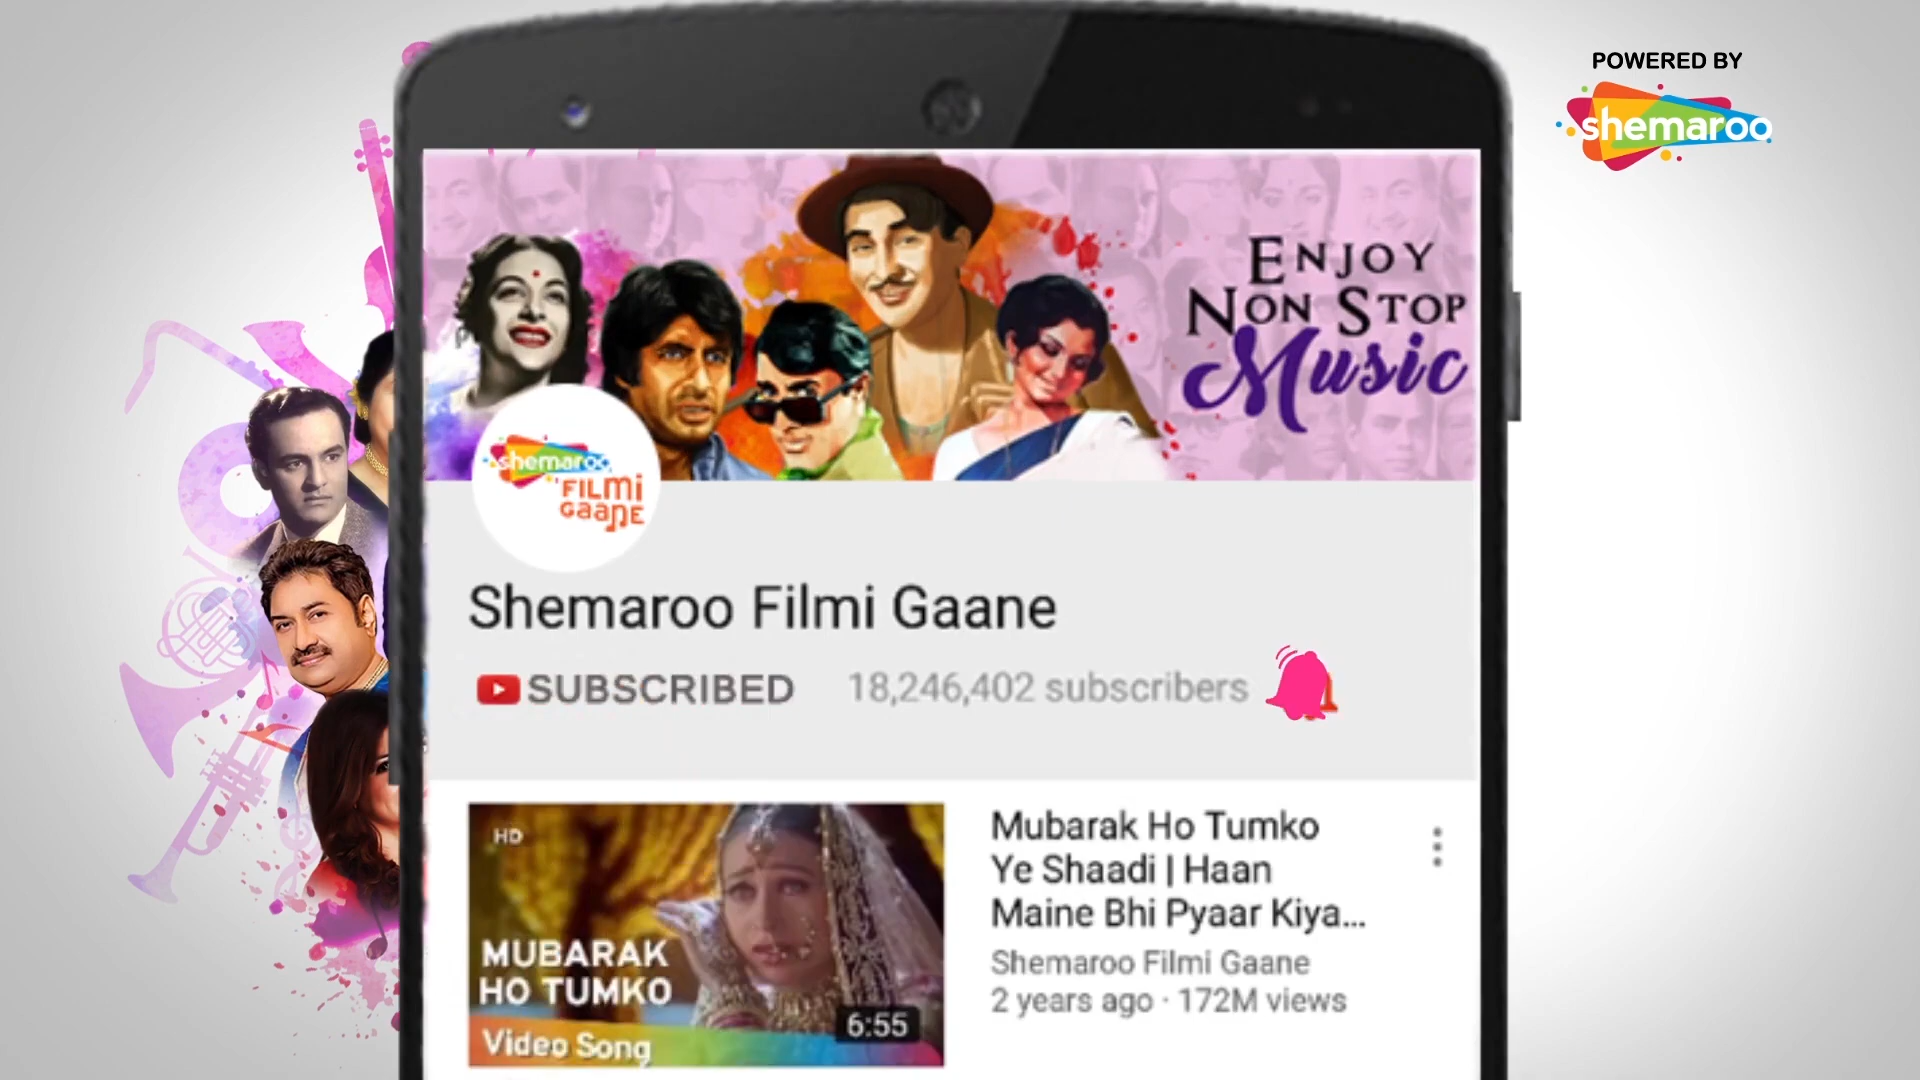 POWERED BY
shemaroo
ENJOY
NON STOP
Music
shemaroo
FILMI
GAANE
Shemaroo Filmi Gaane
SUBSCRIBED 18,246,402 subscribers
HD
MUBARAK
HO TUMKO
Video Song
6:55
Mubarak Ho Tumko
Ye Shaadi | Haan
Maine Bhi Pyaar Kiya...
Shemaroo Filmi Gaane
2 years ago · 172M views